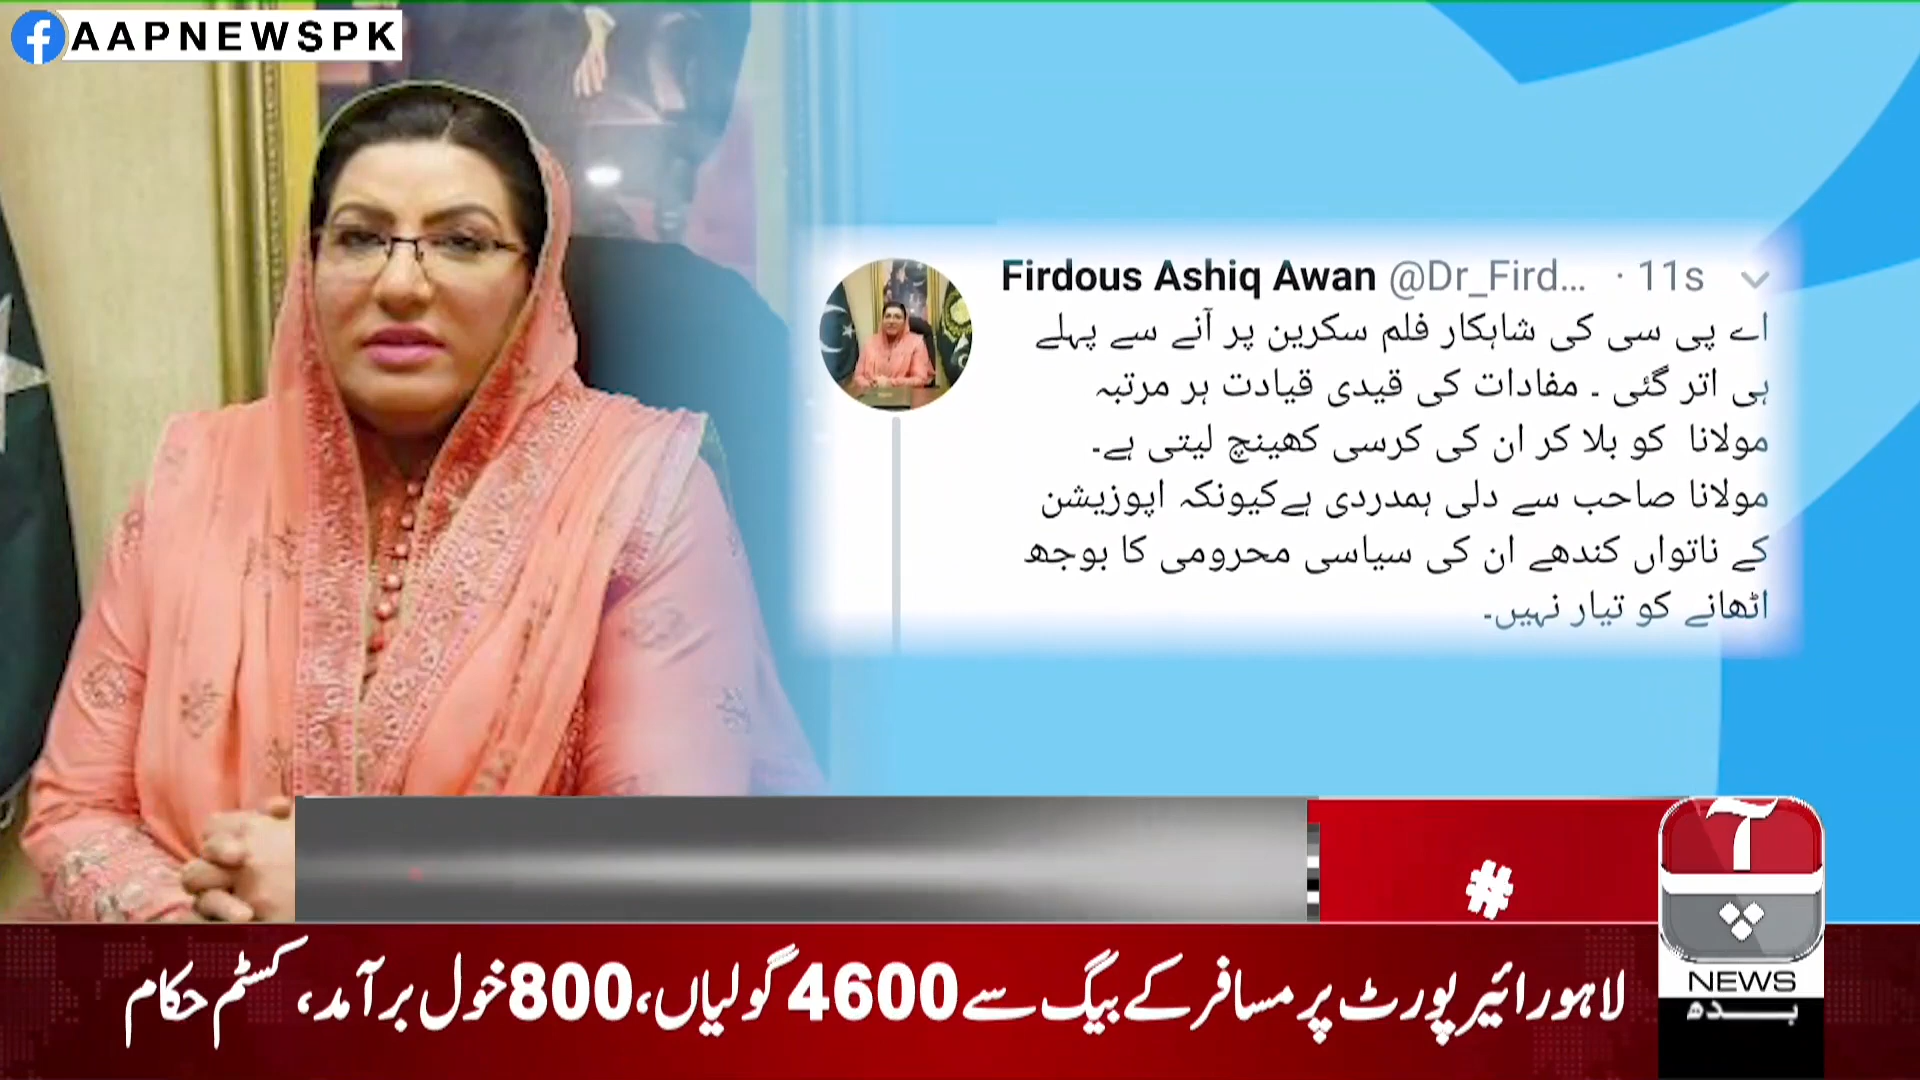 AAPNEWSPK
Firdous Ashiq Awan @Dr_Fird... · 11s
اے پی سی کی شاہکار فلم سکرین پر آنے سے پہلے
ہی اتر گئی ۔ مفادات کی قیدی قیادت ہر مرتبہ
مولانا کو بلا کر ان کی کرسی کھینچ لیتی ہے۔
مولانا صاحب سے دلی ہمدردی ہےکیونکہ اپوزیشن
کے ناتواں کندھے ان کی سیاسی محرومی کا بوجھ
اٹھانے کو تیار نہیں۔
#
آپ
NEWS
بدھ
لاہورائیرپورٹ پر مسافر کے بیگ سے 4600 گولیاں، 800 خول برآمد، کسٹم حکام